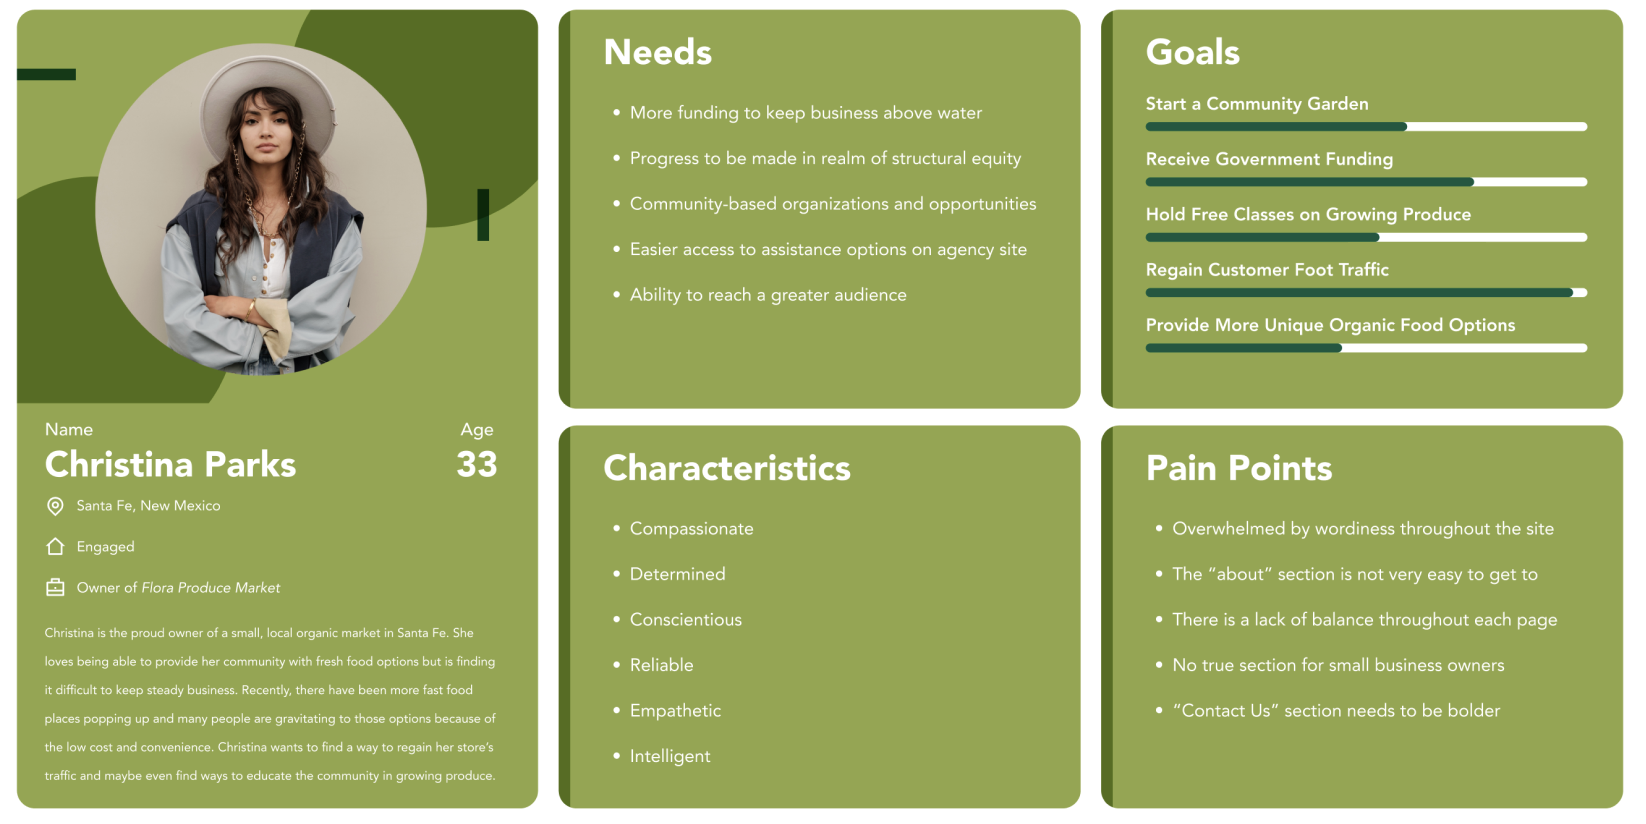 Name
Age
Christina Parks
33
Santa Fe, New Mexico
Engaged
Owner of Flora Produce Market
Christina is the proud owner of a small, local organic market in Santa Fe. She
loves being able to provide her community with fresh food options but is finding
it difficult to keep steady business. Recently, there have been more fast food
places popping up and many people are gravitating to those options because of
the low cost and convenience. Christina wants to find a way to regain her store's
traffic and maybe even find ways to educate the community in growing produce.
Needs
• More funding to keep business above water
• Progress to be made in realm of structural equity
• Community-based organizations and opportunities
• Easier access to assistance options on agency site
• Ability to reach a greater audience
Goals
Start a Community Garden
Receive Government Funding
Hold Free Classes on Growing Produce
Regain Customer Foot Traffic
Provide More Unique Organic Food Options
Characteristics
• Compassionate
• Determined
• Conscientious
• Reliable
• Empathetic
• Intelligent
Pain Points
• Overwhelmed by wordiness throughout the site
• The “about” section is not very easy to get to
• There is a lack of balance throughout each page
• No true section for small business owners
• “Contact Us” section needs to be bolder